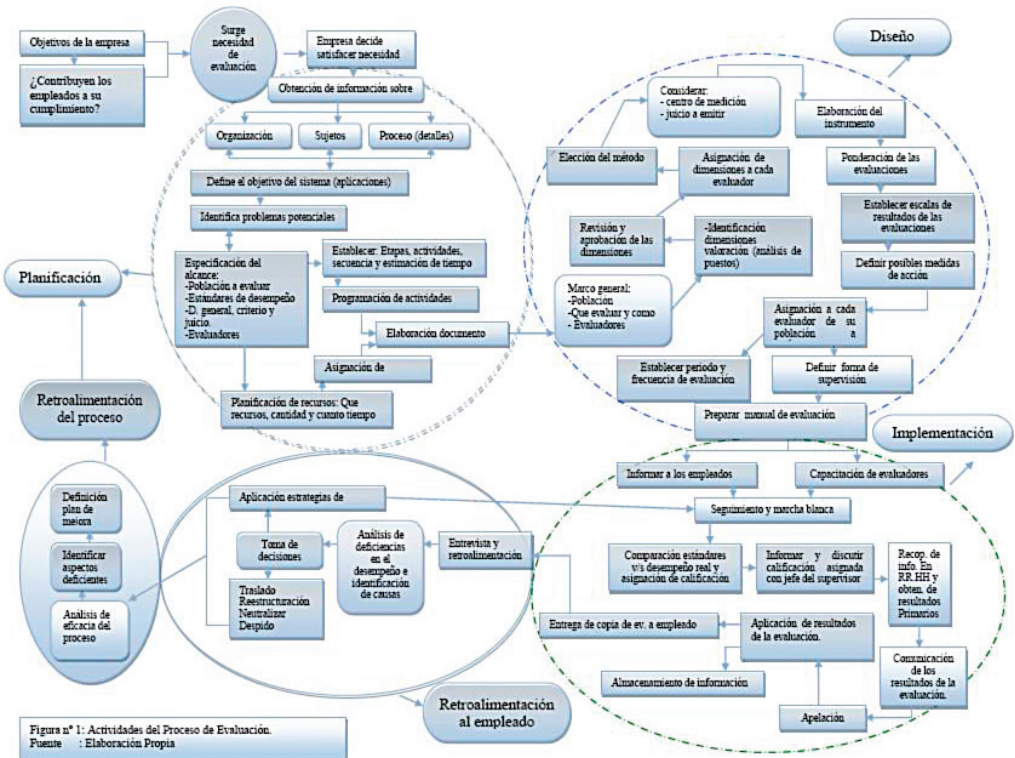 Objetivos de la empresa
¿Contribuyen los
empleados a su
cumplimiento?
Surge
necesidad
de
evaluación
Empresa decide
satisfacer necesidad
Obtención de información sobre
Organización
Sujetos
Proceso (detalles)
Define el objetivo del sistema (aplicaciones)
Identifica problemas potenciales
Especificación del
alcance:
-Población a evaluar
-Estándares de desempeño
-D. general, criterio y
juicio.
-Evaluadores
Establecer: Etapas, actividades,
secuencia y estimación de tiempo
Programación de actividades
Elaboración documento
Asignación de
Planificación de recursos: Que
recursos, cantidad y cuanto tiempo
Planificación
Retroalimentación
del proceso
Diseño
Considerar:
- centro de medición
- juicio a emitir
Elaboración del
instrumento
Elección del método
Asignación de
dimensiones a cada
evaluador
Ponderación de las
evaluaciones
Establecer escalas de
resultados de las
evaluaciones
Revisión y
aprobación de las
dimensiones
-Identificación
dimensiones
valoración (análisis de
puestos)
Definir posibles medidas
de acción
Marco general:
-Población
-Que evaluar y como
- Evaluadores
Asignación a cada
evaluador de su
población a
Establecer periodo y
frecuencia de evaluación
Definir forma de
supervisión
Preparar manual de evaluación
Implementación
Informar a los empleados
Capacitación de evaluadores
Seguimiento y marcha blanca
Comparación estándares
v/s desempeño real y
asignación de calificación
Informar y discutir
calificación asignada
con jefe del supervisor
Recop. de
info. En
RR.HH y
obten. de
resultados
Primarios
Entrega de copia de ev. a empleado
Aplicación de resultados
de la evaluación.
Almacenamiento de información
Comunicación
de los
resultados de la
evaluación.
Apelación
Aplicación estrategias de
Toma de
decisiones
Análisis de
deficiencias
en el
desempeño e
identificación
de causas
Entrevista y
retroalimentación
Traslado
Reestructuración
Neutralizar
Despido
Retroalimentación
al empleado
Definición
plan de
mejora
Identificar
aspectos
deficientes
Análisis de
eficacia del
proceso
Figura nº 1: Actividades del Proceso de Evaluación.
Fuente : Elaboración Propia